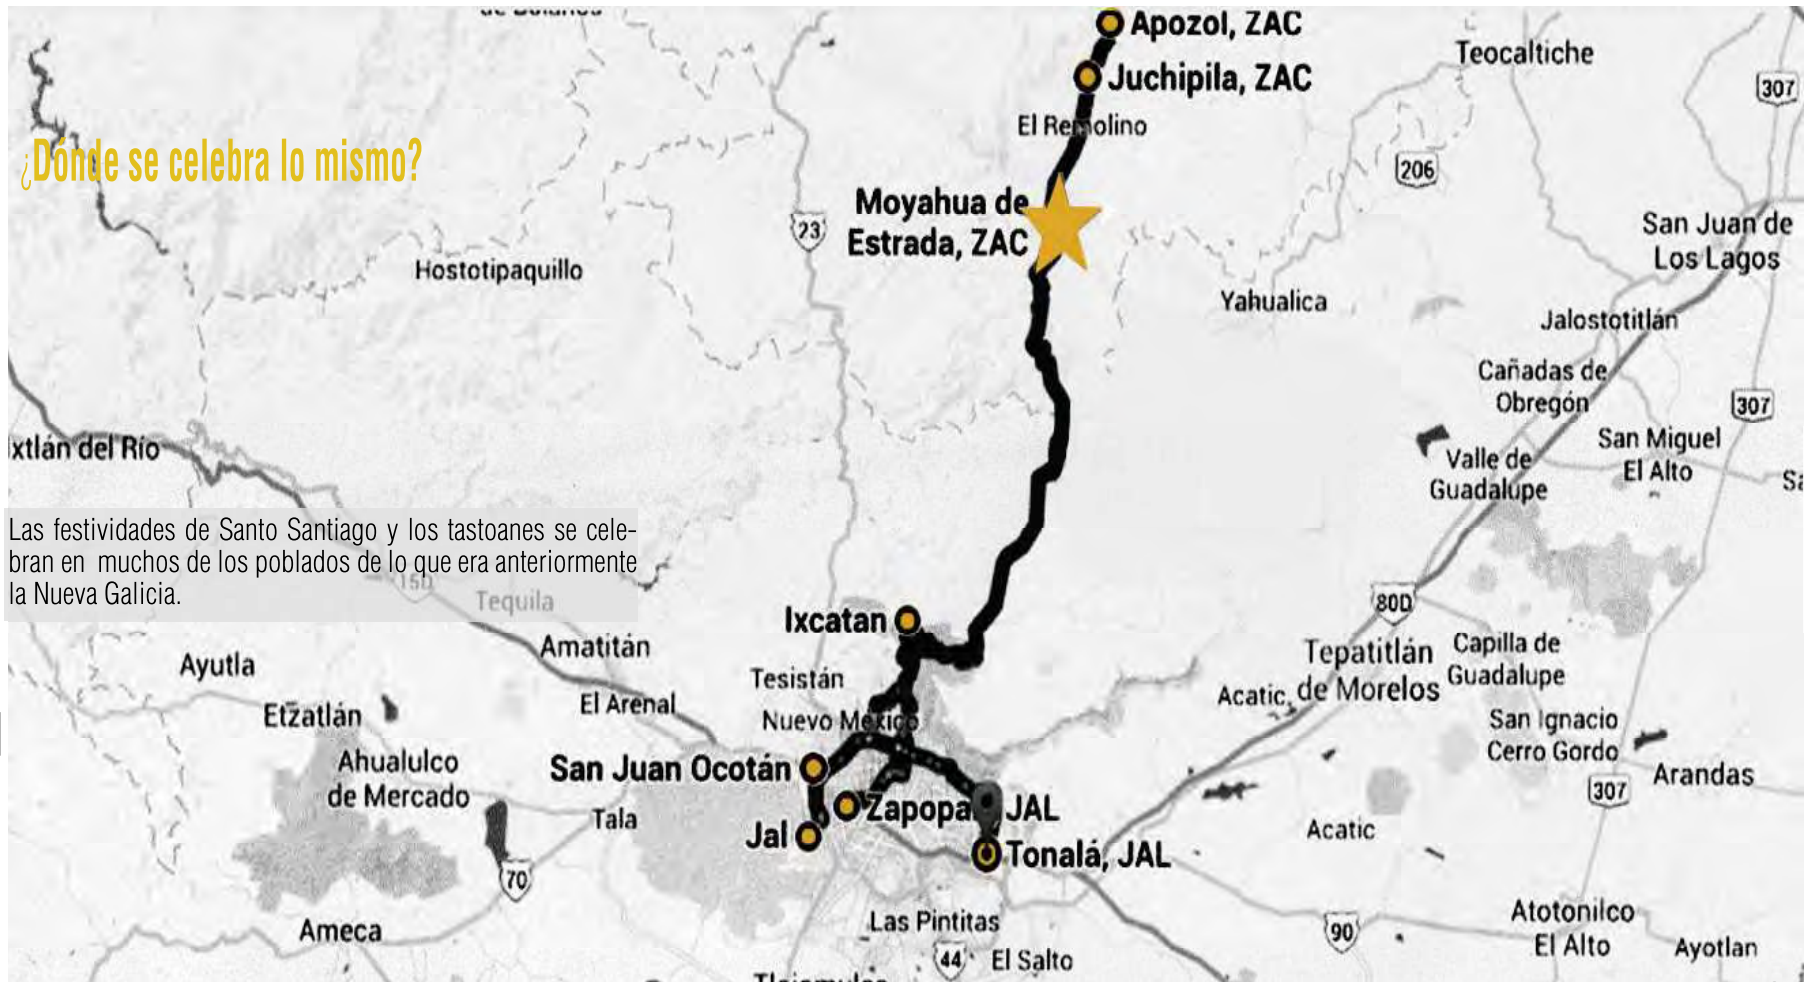 Apozol, ZAC
Teocaltiche
Juchipila, ZAC
307
El Remolino
¿Dónde se celebra lo mismo?
206
Moyahua de
Estrada, ZAC
23
San Juan de
Los Lagos
Hostotipaquillo
Yahualica
Jalostotitlán
Cañadas de
Obregón
307
Ixtlán del Río
San Miguel
El Alto
Valle de
Guadalupe
Las festividades de Santo Santiago y los tastoanes se cele-
bran en muchos de los poblados de lo que era anteriormente
la Nueva Galicia.
15D
Tequila
80D
Ixcatan
Amatitán
Ayutla
Tesistán
Tepatitlán
de Morelos
Capilla de
Guadalupe
Acatic
El Arenal
Etzatlán
Nuevo México
San Ignacio
Cerro Gordo
Ahualulco
de Mercado
San Juan Ocotán
Arandas
307
Zapopa
JAL
Tala
Jal
Acatic
Tonalá, JAL
70
Las Pintitas
Ameca
90
Atotonilco
El Alto
Ayotlan
44
El Salto